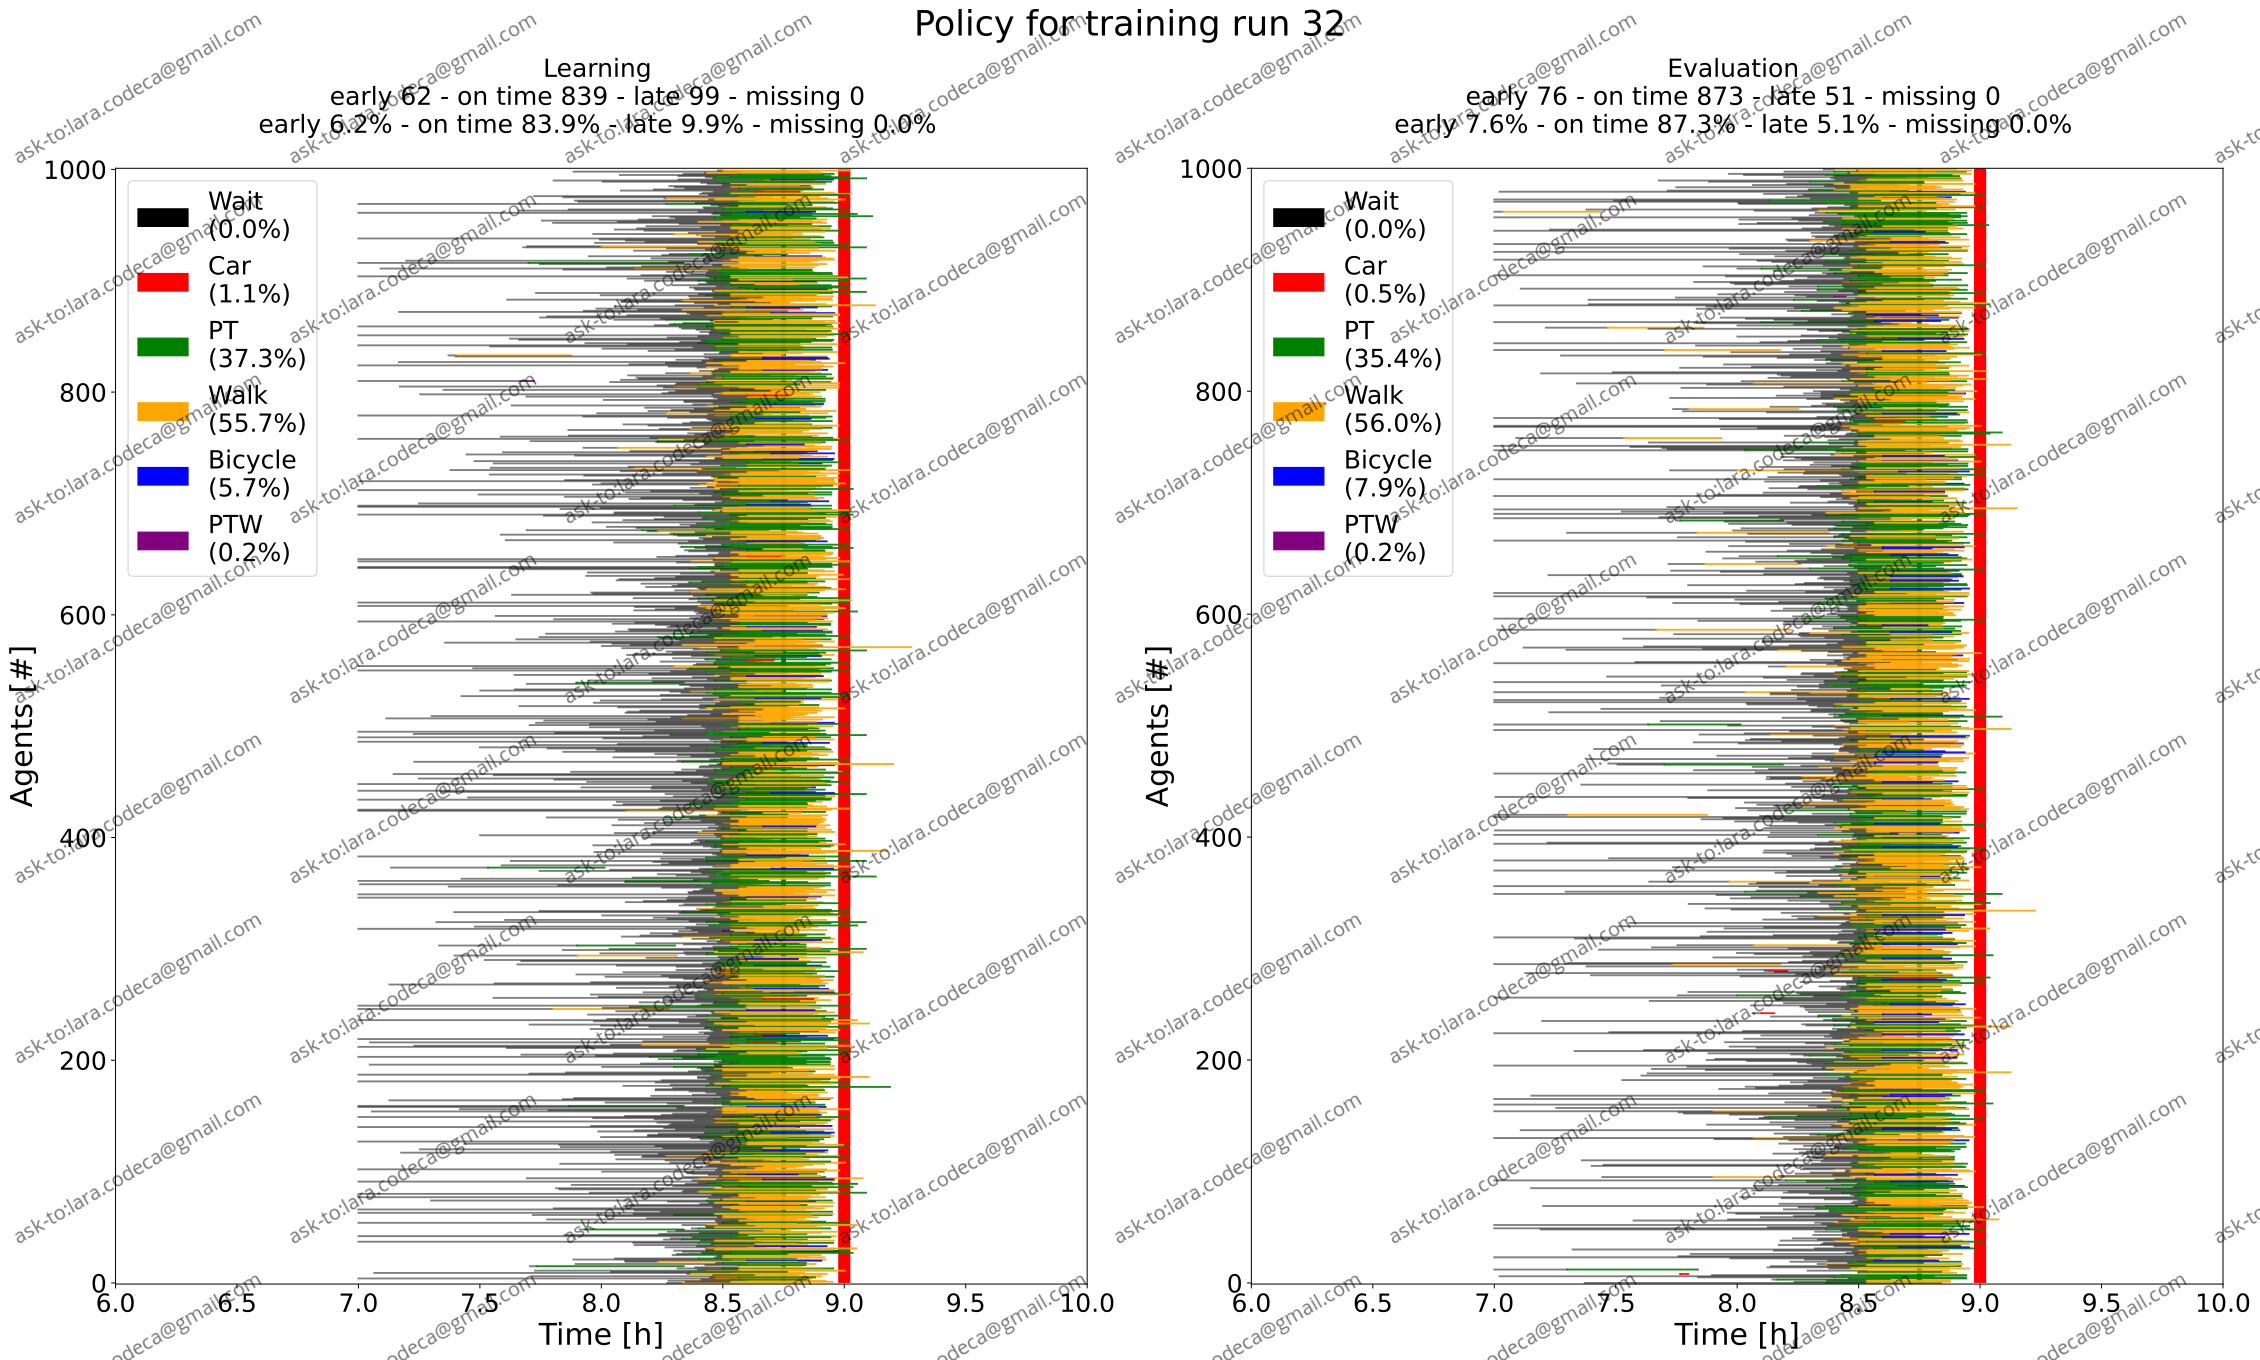 Policy for training run 32
Learning
early 62 - on time 839 - late 99 - missing 0
early 6.2% - on time 83.9% - late 9.9% - missing 0.0%
Evaluation
early 76 - on time 873 - late 51 - missing 0
early 7.6% - on time 87.3% - late 5.1% - missing 0.0%
1000
800
600
400
200
0
Agents [#]
Wait
(0.0%)
Car
(1.1%)
PT
(37.3%)
Walk
(55.7%)
Bicycle
(5.7%)
PTW
(0.2%)
6.0 6.5 7.0 7.5 8.0 8.5 9.0 9.5 10.0
Time [h]
1000
800
600
400
200
0
Agents [#]
Wait
(0.0%)
Car
(0.5%)
PT
(35.4%)
Walk
(56.0%)
Bicycle
(7.9%)
PTW
(0.2%)
6.0 6.5 7.0 7.5 8.0 8.5 9.0 9.5 10.0
Time [h]
ask-to:lara.codeca@gmail.com